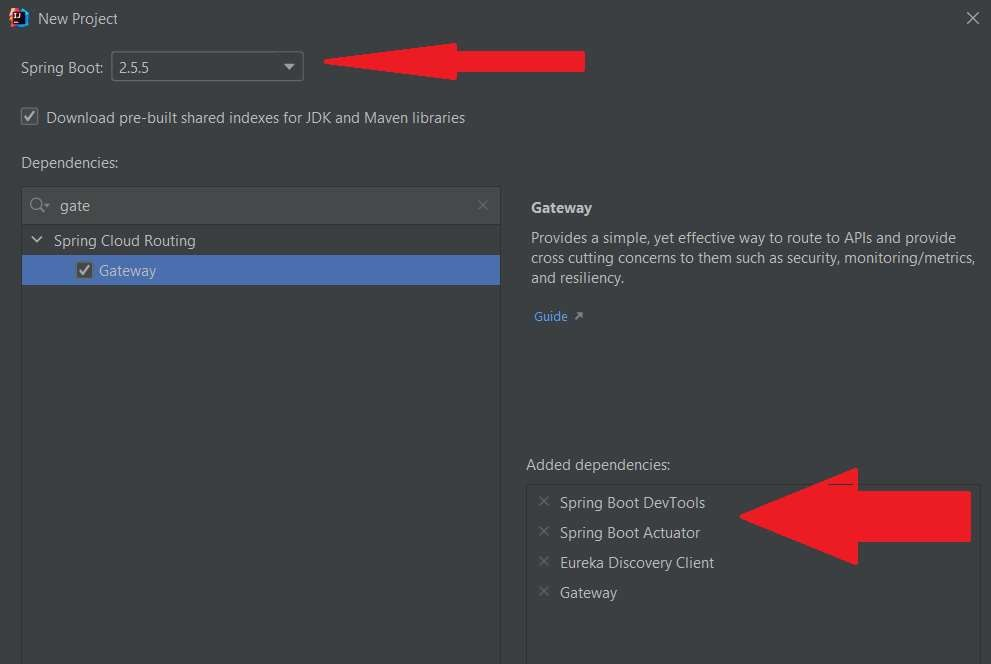 New Project
Spring Boot: 2.5.5
Download pre-built shared indexes for JDK and Maven libraries
Dependencies:
gate
Spring Cloud Routing
Gateway
Gateway
Provides a simple, yet effective way to route to APIs and provide
cross cutting concerns to them such as security, monitoring/metrics,
and resiliency.
Guide
Added dependencies:
Spring Boot DevTools
Spring Boot Actuator
Eureka Discovery Client
Gateway